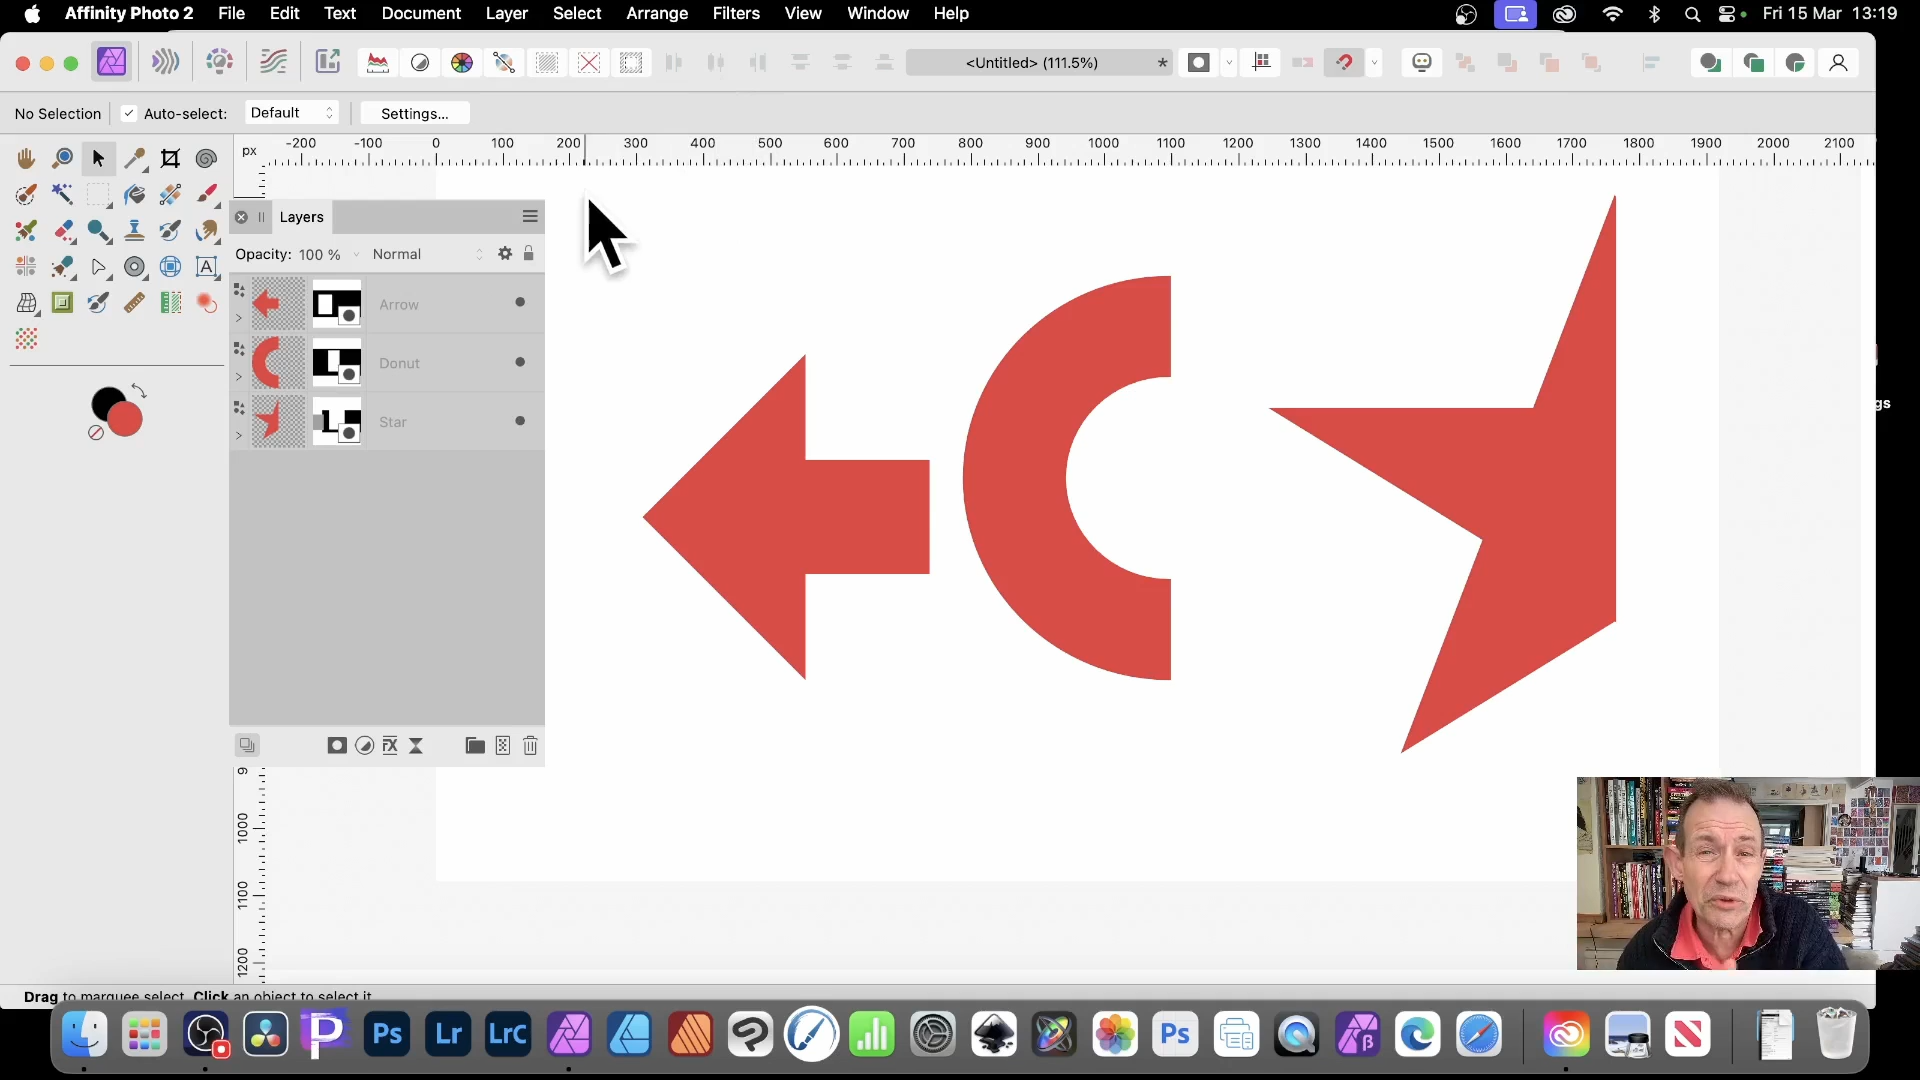 Affinity Photo 2 File Edit Text Document Layer Select Arrange Filters View Window Help Fri 15 Mar 13:19
<Untitled> (111.5%) *
No Selection Auto-select: Default Settings...
px -200 -100 0 100 200 300 400 500 600 700 800 900 1000 1100 1200 1300 1400 1500 1600 1700 1800 1900 2000 2100
Layers
Opacity: 100 % Normal
Arrow
Donut
gs
Star
FX
9
1000
1100
1200
Drag to marquee select. Click an object to select it.
P Ps Lr LrC Ps β N